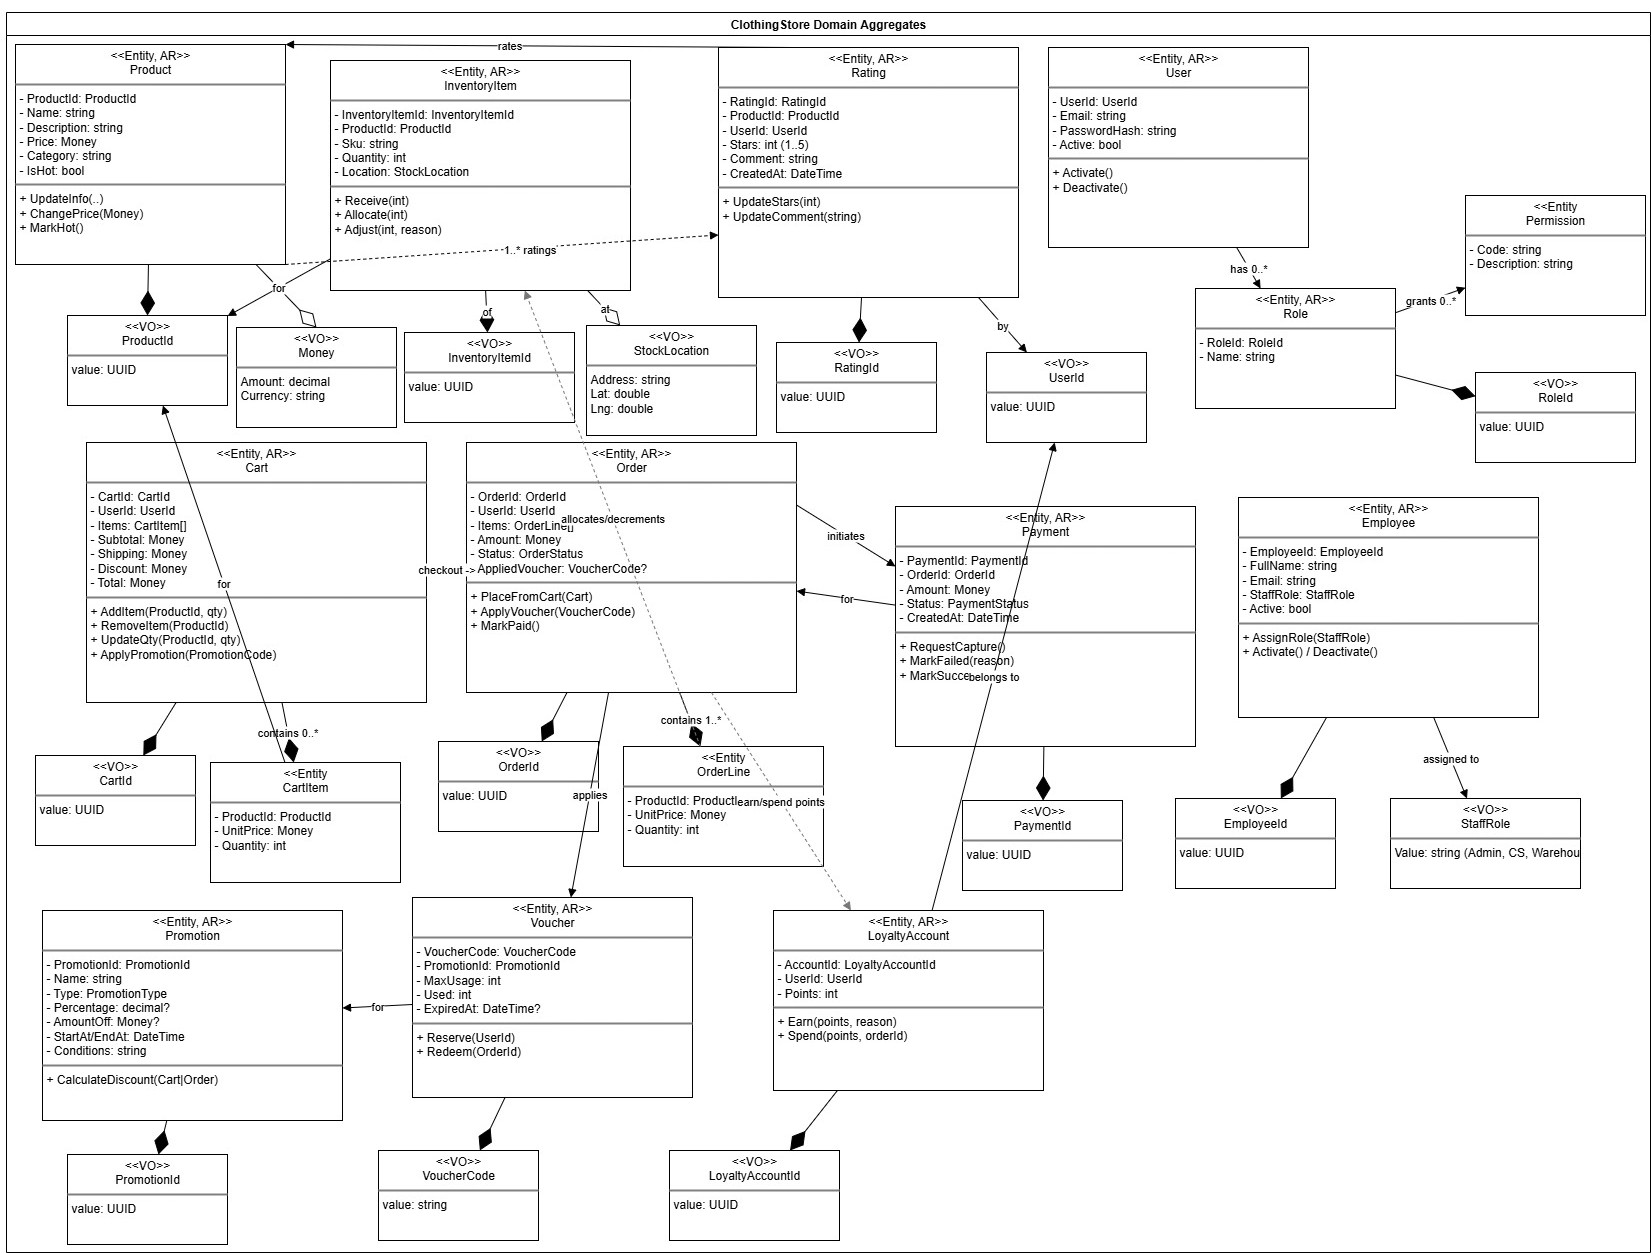 ClothingStore Domain Aggregates
<<Entity, AR>>
Product
- ProductId: ProductId
- Name: string
- Description: string
- Price: Money
- Category: string
- IsHot: bool
+ UpdateInfo(..)
+ ChangePrice(Money)
+ MarkHot()
rates
<<Entity, AR>>
InventoryItem
- InventoryItemId: InventoryItemId
- ProductId: ProductId
- Sku: string
- Quantity: int
- Location: StockLocation
+ Receive(int)
+ Allocate(int)
+ Adjust(int, reason)
1..* ratings
<<Entity, AR>>
Rating
- RatingId: RatingId
- ProductId: ProductId
- UserId: UserId
- Stars: int (1..5)
- Comment: string
- CreatedAt: DateTime
+ UpdateStars(int)
+ UpdateComment(string)
<<Entity, AR>>
User
- UserId: UserId
- Email: string
- PasswordHash: string
- Active: bool
+ Activate()
+ Deactivate()
has 0..*
<<Entity
Permission
- Code: string
- Description: string
grants 0..*
<<Entity, AR>>
Role
- RoleId: RoleId
- Name: string
for
of
at
by
<<VO>>
ProductId
value: UUID
<<VO>>
Money
Amount: decimal
Currency: string
<<VO>>
InventoryItemId
value: UUID
<<VO>>
StockLocation
Address: string
Lat: double
Lng: double
<<VO>>
RatingId
value: UUID
<<VO>>
UserId
value: UUID
<<VO>>
RoleId
value: UUID
<<Entity, AR>>
Cart
- CartId: CartId
- UserId: UserId
- Items: CartItem[]
- Subtotal: Money
- Shipping: Money
- Discount: Money
- Total: Money
for
+ AddItem(ProductId, qty)
+ RemoveItem(ProductId)
+ UpdateQty(ProductId, qty)
+ ApplyPromotion(PromotionCode)
checkout ->
<<Entity, AR>>
Order
- OrderId: OrderId
- UserId: UserId
- Items: OrderLine[]
allocates/decrements
- Amount: Money
- Status: OrderStatus
AppliedVoucher: VoucherCode?
+ PlaceFromCart(Cart)
+ ApplyVoucher(VoucherCode)
+ MarkPaid()
initiates
for
<<Entity, AR>>
Payment
- PaymentId: PaymentId
- OrderId: OrderId
- Amount: Money
- Status: PaymentStatus
- CreatedAt: DateTime
+ RequestCapture()
+ MarkFailed(reason)
+ MarkSucce
belongs to
<<Entity, AR>>
Employee
- EmployeeId: EmployeeId
- FullName: string
- Email: string
- StaffRole: StaffRole
- Active: bool
+ AssignRole(StaffRole)
+ Activate() / Deactivate()
contains 0..*
contains 1..*
assigned to
<<VO>>
CartId
value: UUID
<<Entity
CartItem
- ProductId: ProductId
- UnitPrice: Money
- Quantity: int
<<VO>>
OrderId
value: UUID
applies
<<Entity
OrderLine
- ProductId: ProductI
earn/spend points
- UnitPrice: Money
- Quantity: int
<<VO>>
PaymentId
value: UUID
<<VO>>
EmployeeId
value: UUID
<<VO>>
StaffRole
Value: string (Admin, CS, Warehou
<<Entity, AR>>
Promotion
- PromotionId: PromotionId
- Name: string
- Type: PromotionType
- Percentage: decimal?
- AmountOff: Money?
- StartAt/EndAt: DateTime
- Conditions: string
+ CalculateDiscount(Cart|Order)
for
<<Entity, AR>>
Voucher
- VoucherCode: VoucherCode
- PromotionId: PromotionId
- MaxUsage: int
- Used: int
- ExpiredAt: DateTime?
+ Reserve(UserId)
+ Redeem(OrderId)
<<Entity, AR>>
LoyaltyAccount
- AccountId: LoyaltyAccountId
- UserId: UserId
- Points: int
+ Earn(points, reason)
+ Spend(points, orderId)
<<VO>>
PromotionId
value: UUID
<<VO>>
VoucherCode
value: string
<<VO>>
LoyaltyAccountId
value: UUID